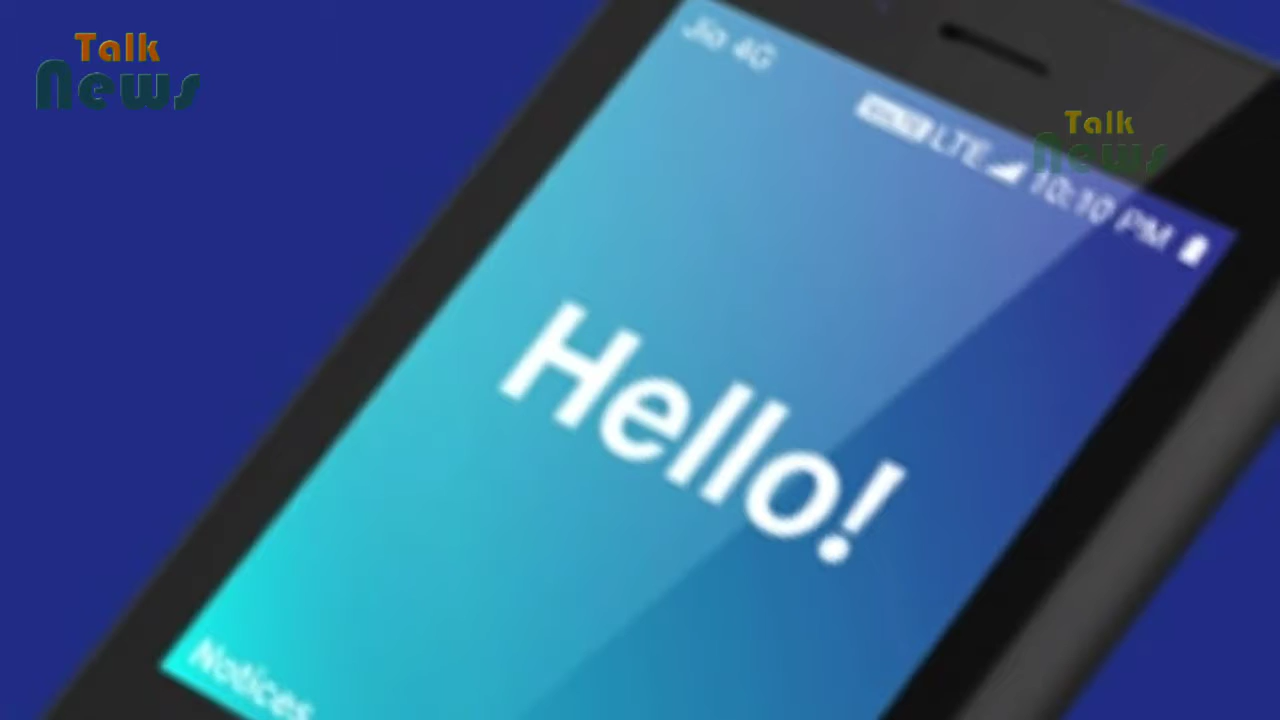 Talk
News
Jio 4G
LTE 10:10 PM
Talk
News
Hello!
Notices